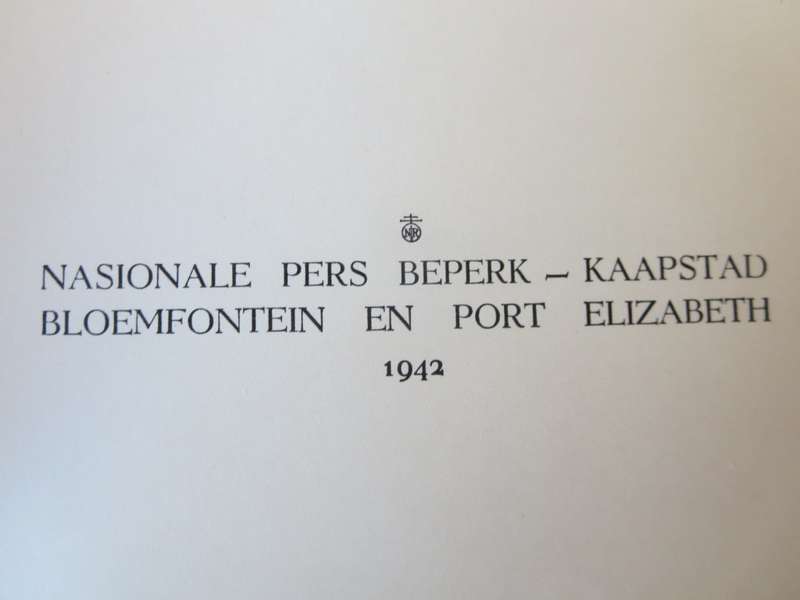 NASIONALE PERS BEPERK – KAAPSTAD
BLOEMFONTEIN EN PORT ELIZABETH
1942